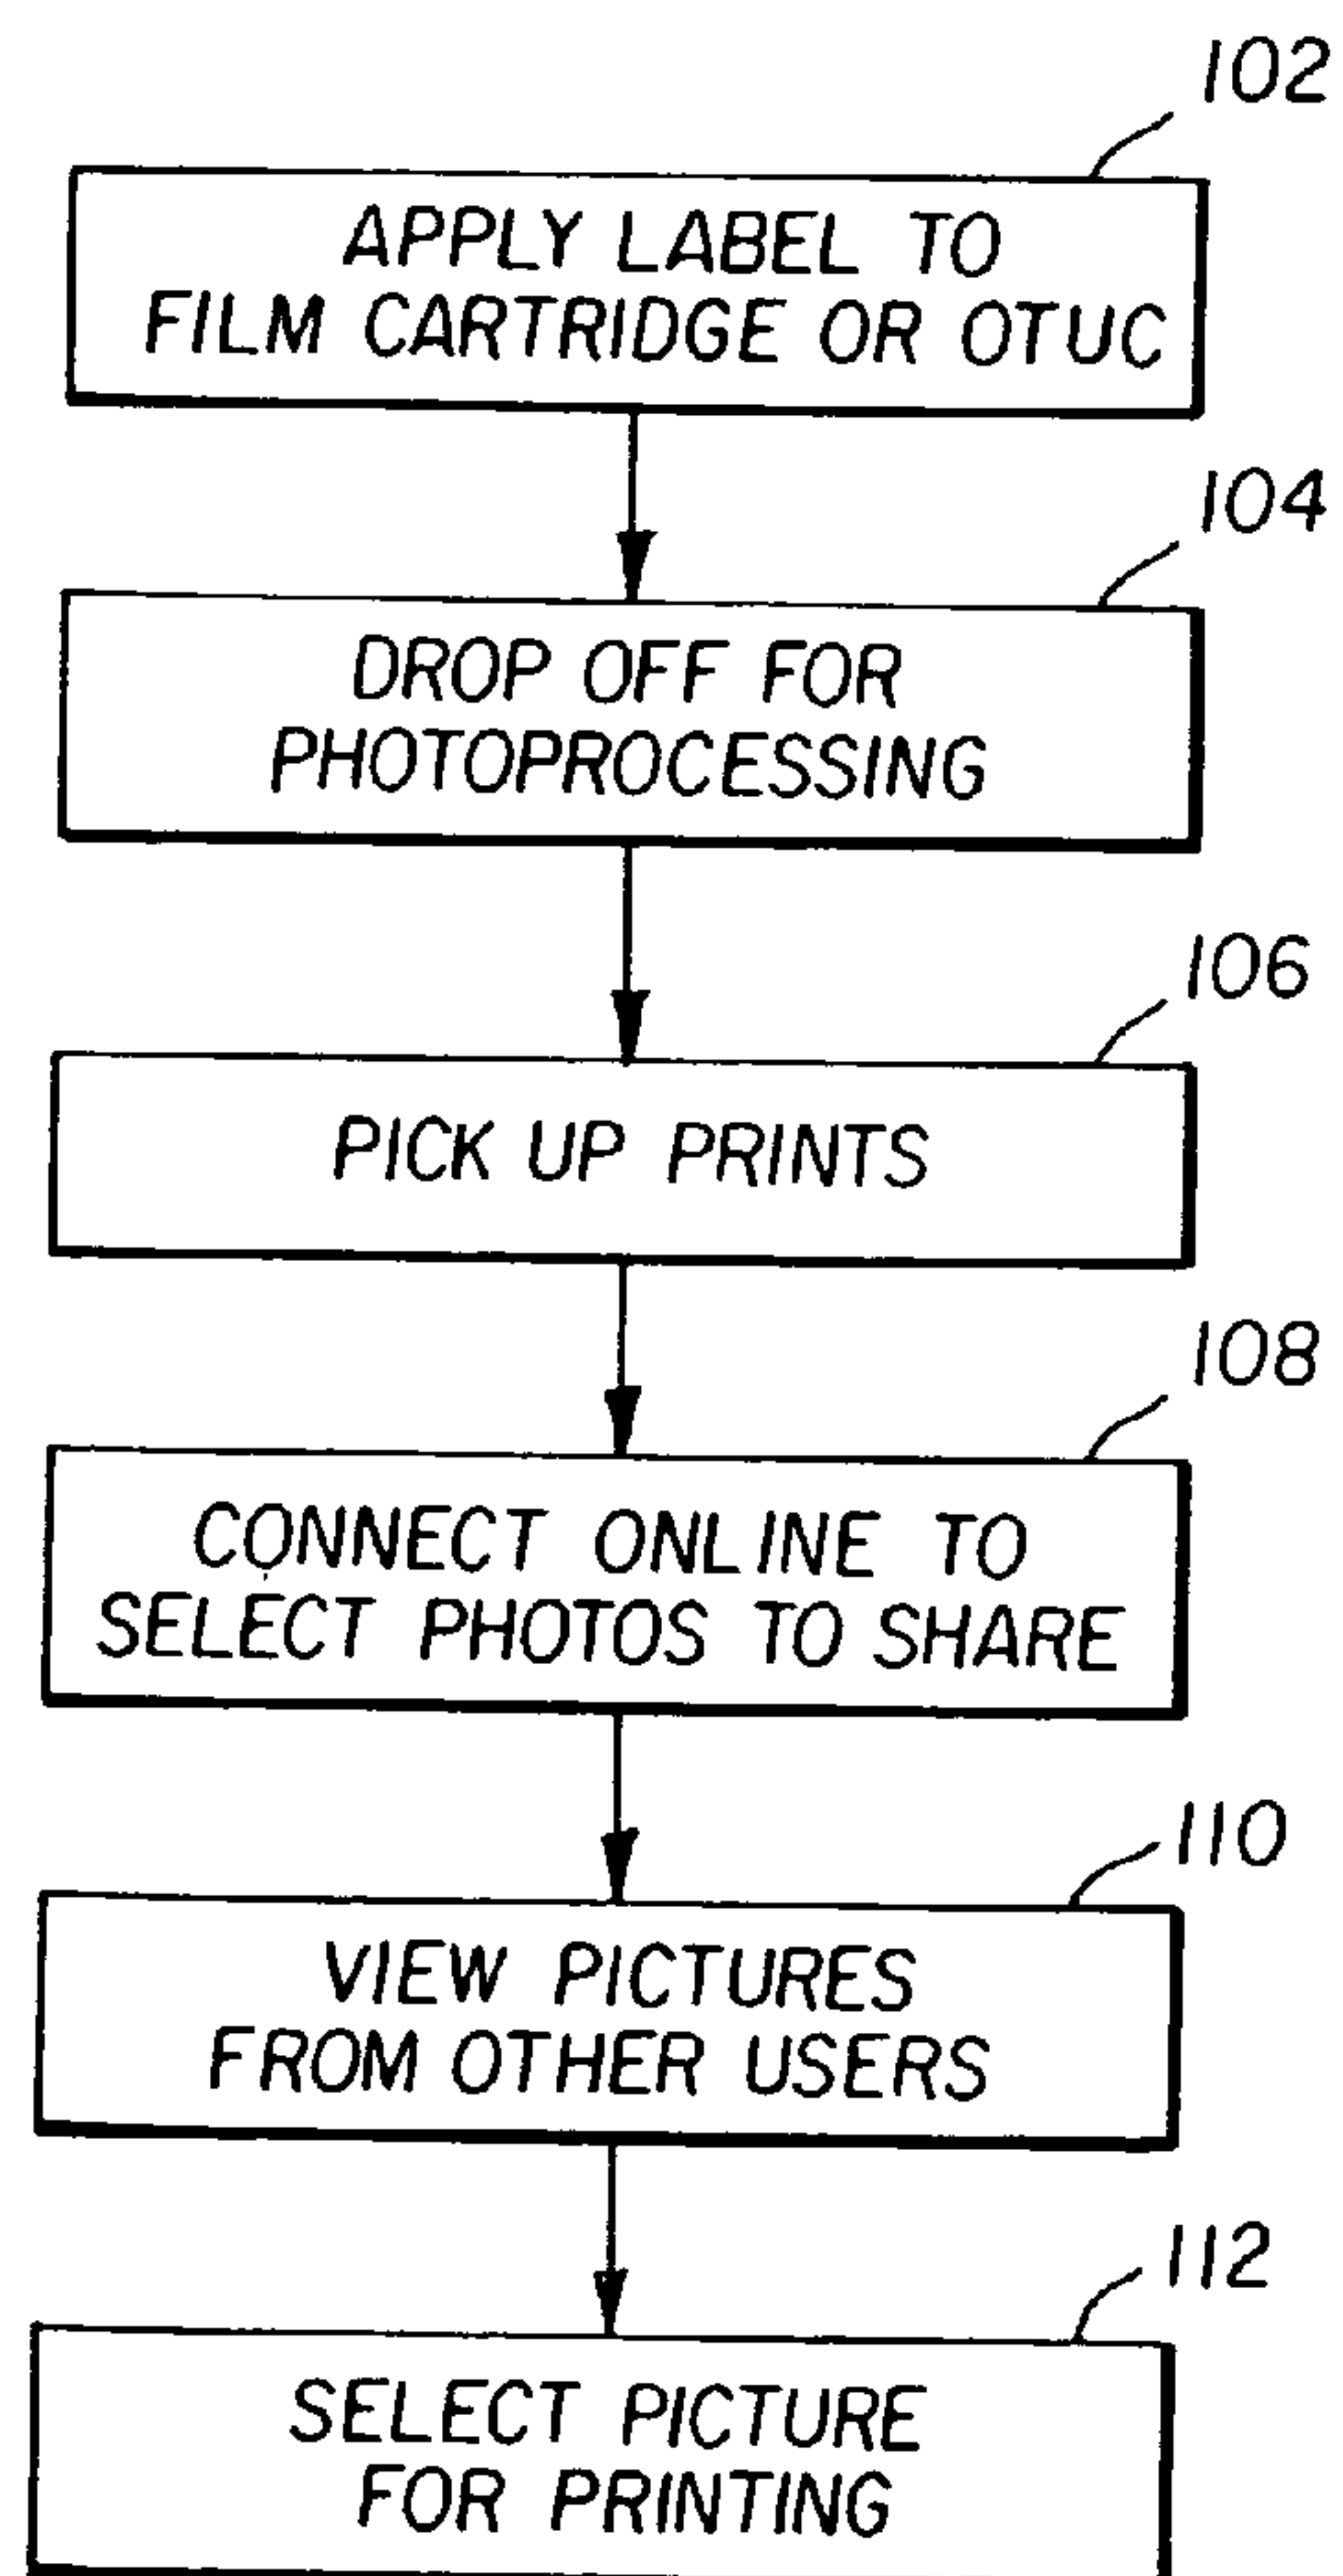 102
APPLY LABEL TO
FILM CARTRIDGE OR OTUC
104
DROP OFF FOR
PHOTOPROCESSING
106
PICK UP PRINTS
108
CONNECT ONLINE TO
SELECT PHOTOS TO SHARE
110
VIEW PICTURES
FROM OTHER USERS
112
SELECT PICTURE
FOR PRINTING